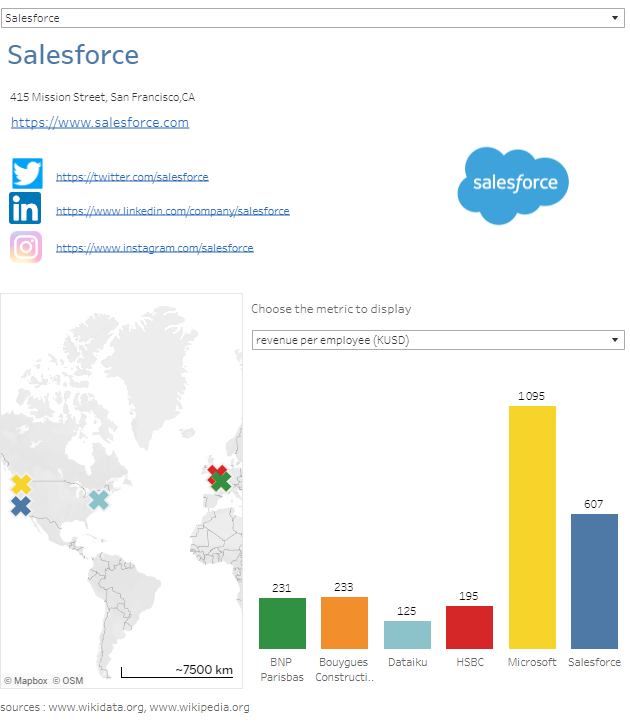 Salesforce
Salesforce
415 Mission Street, San Francisco,CA
https://www.salesforce.com
https://twitter.com/salesforce
in
https://www.linkedin.com/company/salesforce
https://www.instagram.com/salesforce
salesforce
Choose the metric to display
revenue per employee (KUSD)
1095
607
231
233
195
125
BNP Parisbas
Bouygues Constructi..
Dataiku
HSBC
Microsoft
Salesforce
~7500 km
© Mapbox © OSM
sources : www.wikidata.org, www.wikipedia.org